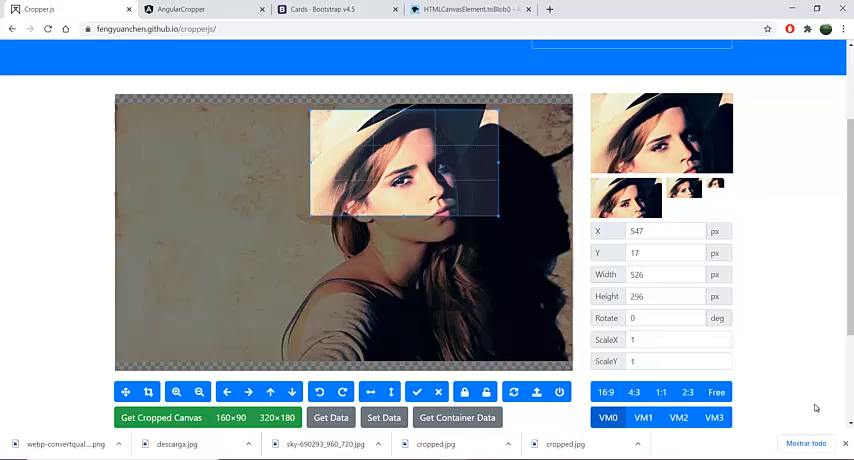 Cropper.js
AngularCropper
Cards · Bootstrap v4.5
HTMLCanvasElement.toBlob() -
fengyuanchen.github.io/cropperjs/
X 547 px
Y 17 px
Width 526 px
Height 296 px
Rotate 0 deg
ScaleX 1
ScaleY 1
16:9 4:3 1:1 2:3 Free
Get Cropped Canvas 160×90 320×180 Get Data Set Data Get Container Data
VM0 VM1 VM2 VM3
webp-convertqual....png
descarga.jpg
sky-690293_960_720.jpg
cropped.jpg
cropped.jpg
Mostrar todo